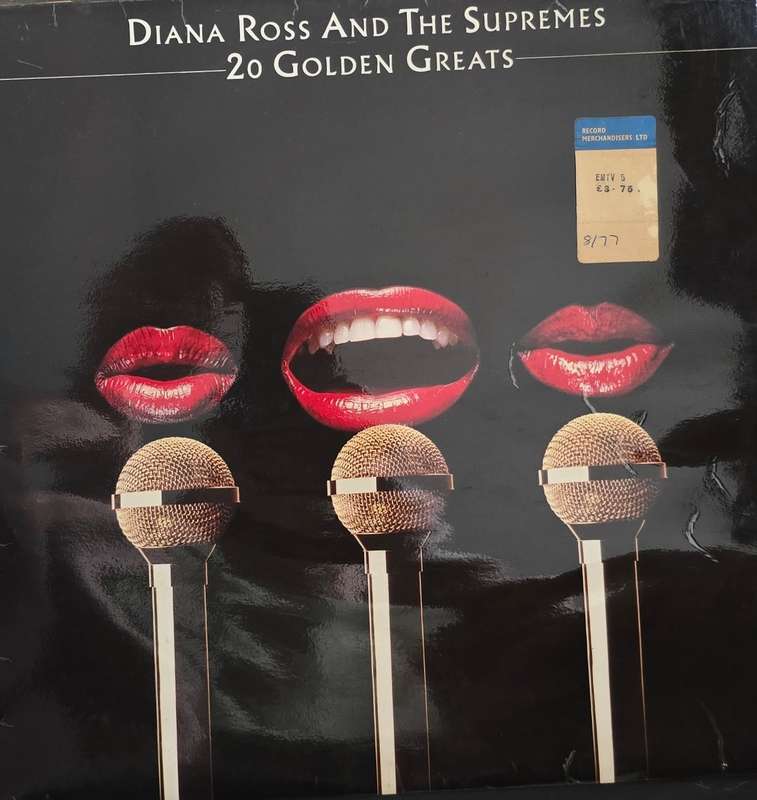 DIANA ROSS AND THE SUPREMES
20 GOLDEN GREATS
RECORD
MERCHANDISERS LTD
EMTV 5
£3-75.
8/77